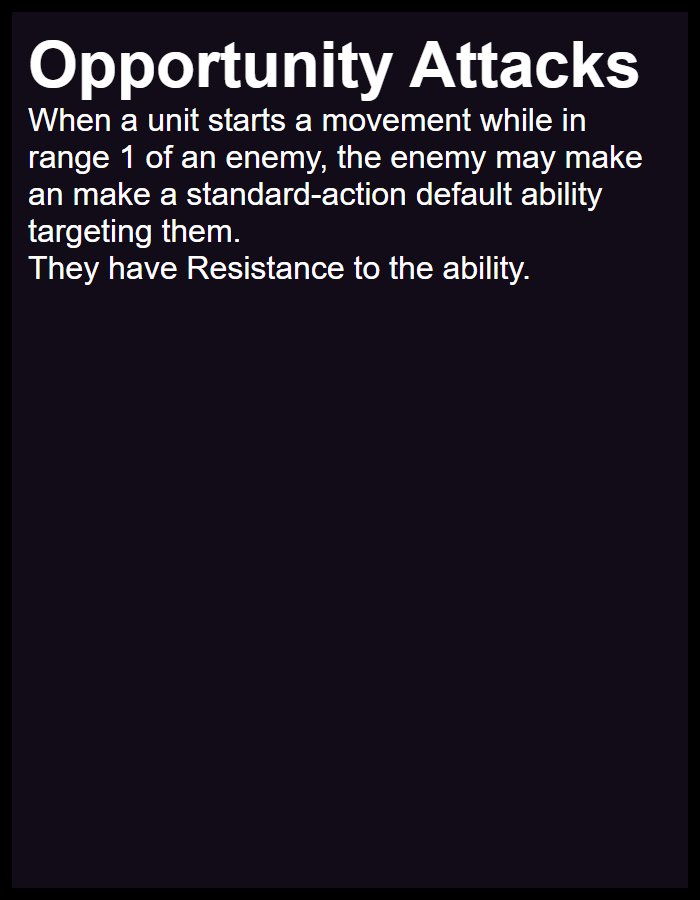 Opportunity Attacks
When a unit starts a movement while in
range 1 of an enemy, the enemy may make
an make a standard-action default ability
targeting them.
They have Resistance to the ability.